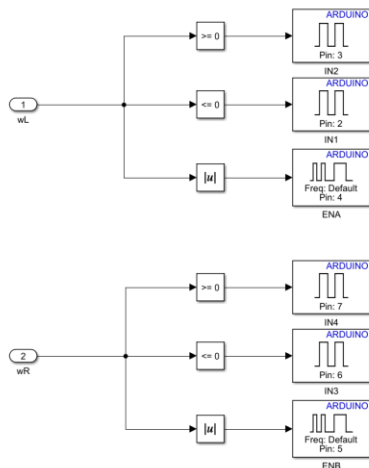 ARDUINO
>= 0
Pin: 3
IN2
ARDUINO
1
<= 0
wL
Pin: 2
IN1
ARDUINO
|u|
Freq: Default
Pin: 4
ENA
ARDUINO
>= 0
Pin: 7
IN4
ARDUINO
2
<= 0
wR
Pin: 6
IN3
ARDUINO
|u|
Freq: Default
Pin: 5
ENB